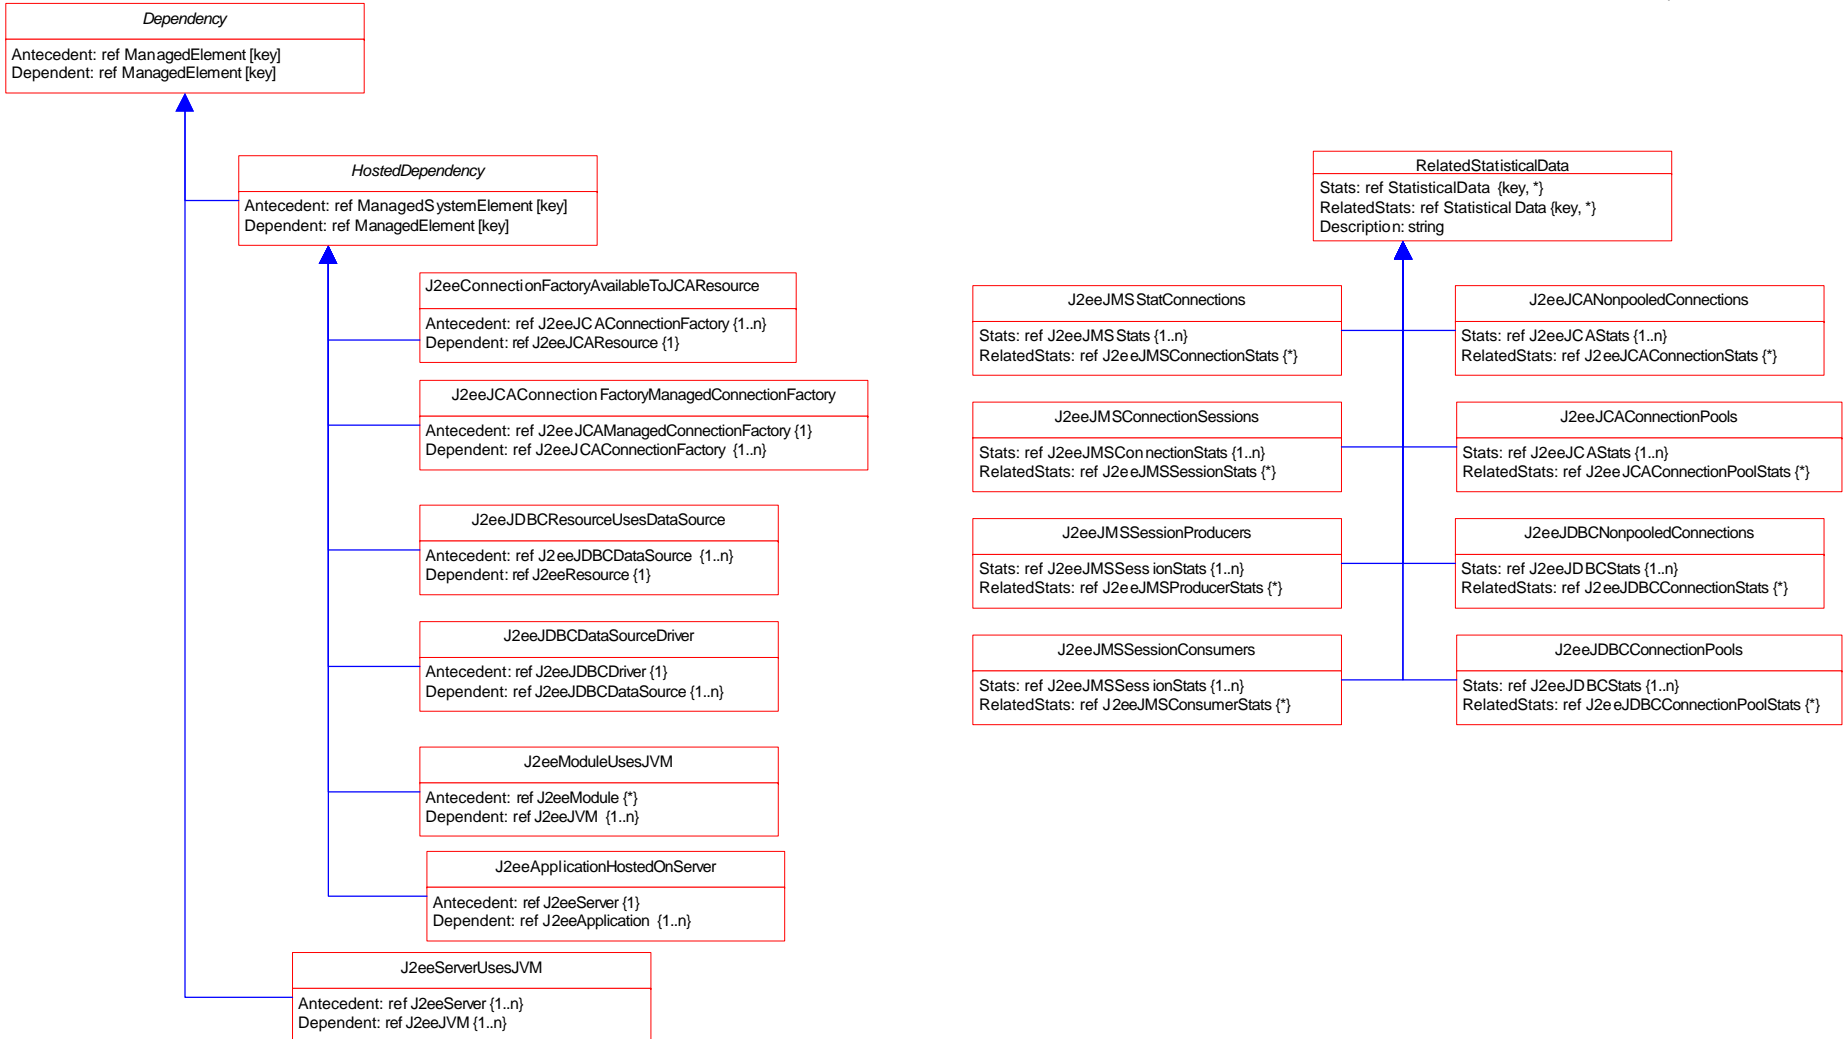 Dependency
Antecedent: ref ManagedElement [key]
Dependent: ref ManagedElement [key]
HostedDependency
Antecedent: ref ManagedSystemElement [key]
Dependent: ref ManagedElement [key]
J2eeConnectionFactoryAvailableToJCAResource
Antecedent: ref J2eeJCAConnectionFactory {1..n}
Dependent: ref J2eeJCAResource {1}
J2eeJCAConnectionFactoryManagedConnectionFactory
Antecedent: ref J2eeJCAManagedConnectionFactory {1}
Dependent: ref J2eeJCAConnectionFactory {1..n}
J2eeJDBCResourceUsesDataSource
Antecedent: ref J2eeJDBCDataSource {1..n}
Dependent: ref J2eeResource {1}
J2eeJDBCDataSourceDriver
Antecedent: ref J2eeJDBCDriver {1}
Dependent: ref J2eeJDBCDataSource {1..n}
J2eeModuleUsesJVM
Antecedent: ref J2eeModule {*}
Dependent: ref J2eeJVM {1..n}
J2eeApplicationHostedOnServer
Antecedent: ref J2eeServer {1}
Dependent: ref J2eeApplication {1..n}
J2eeServerUsesJVM
Antecedent: ref J2eeServer {1..n}
Dependent: ref J2eeJVM {1..n}
RelatedStatisticalData
Stats: ref StatisticalData {key, *}
RelatedStats: ref Statistical Data {key, *}
Description: string
J2eeJMSStatConnections
Stats: ref J2eeJMSStats {1..n}
RelatedStats: ref J2eeJMSConnectionStats {*}
J2eeJMSConnectionSessions
Stats: ref J2eeJMSConnectionStats {1..n}
RelatedStats: ref J2eeJMSSessionStats {*}
J2eeJMSSessionProducers
Stats: ref J2eeJMSSessionStats {1..n}
RelatedStats: ref J2eeJMSProducerStats {*}
J2eeJMSSessionConsumers
Stats: ref J2eeJMSSessionStats {1..n}
RelatedStats: ref J2eeJMSConsumerStats {*}
J2eeJCANonpooledConnections
Stats: ref J2eeJCAStats {1..n}
RelatedStats: ref J2eeJCAConnectionStats {*}
J2eeJCAConnectionPools
Stats: ref J2eeJCAStats {1..n}
RelatedStats: ref J2eeJCAConnectionPoolStats {*}
J2eeJDBCNonpooledConnections
Stats: ref J2eeJDBCStats {1..n}
RelatedStats: ref J2eeJDBCConnectionStats {*}
J2eeJDBCConnectionPools
Stats: ref J2eeJDBCStats {1..n}
RelatedStats: ref J2eeJDBCConnectionPoolStats {*}